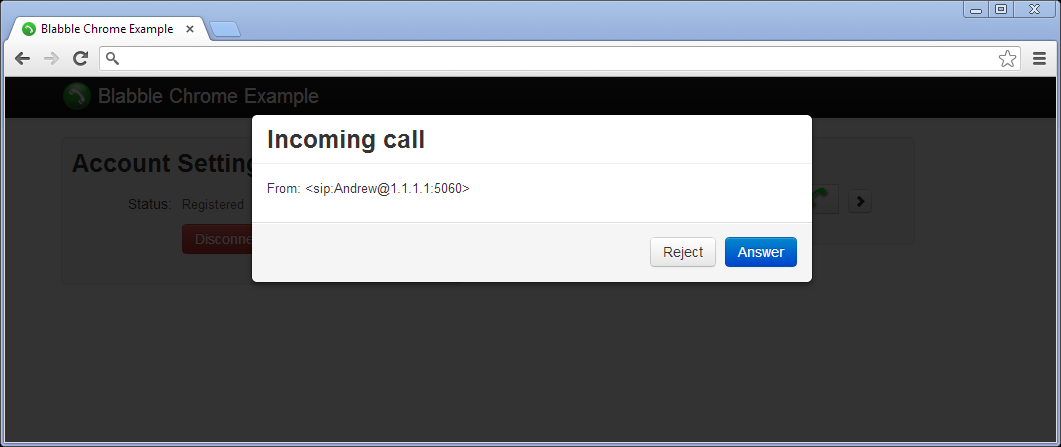 Blabble Chrome Example
Blabble Chrome Example
Incoming call
From: <sip:Andrew@1.1.1.1:5060>
Reject Answer
Account Setting
Status: Registered
Disconne